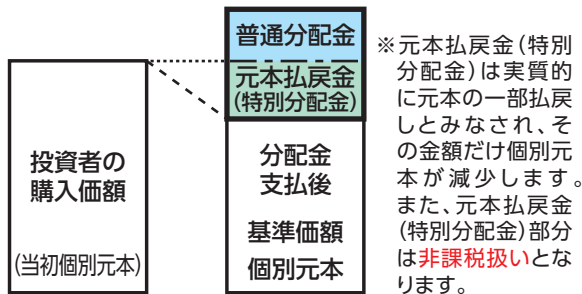 投資者の
購入価額
(当初個別元本)
普通分配金
元本払戻金
(特別分配金)
分配金
支払後
基準価額
個別元本
※元本払戻金(特別
分配金)は実質的
に元本の一部払戻
しとみなされ、そ
の金額だけ個別元
本が減少します。
また、元本払戻金
(特別分配金)部分
は非課税扱いとな
ります。